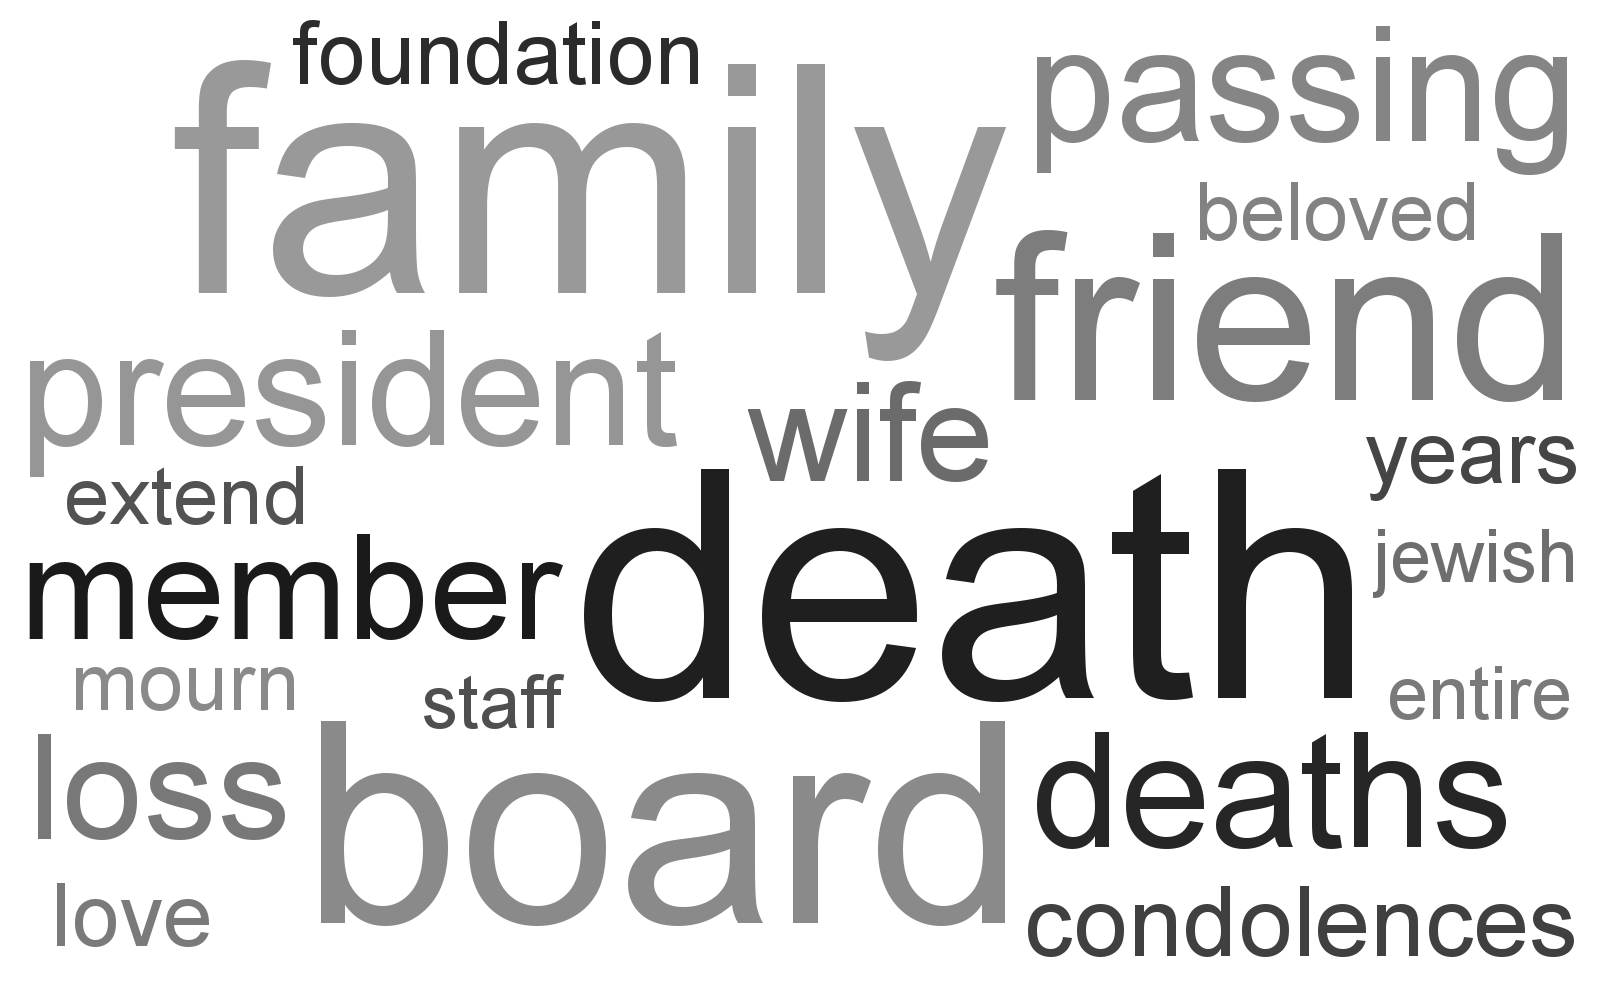 foundation
family
passing
beloved
friend
president
wife
years
extend
death
member
jewish
mourn
staff
entire
loss
board
deaths
love
condolences